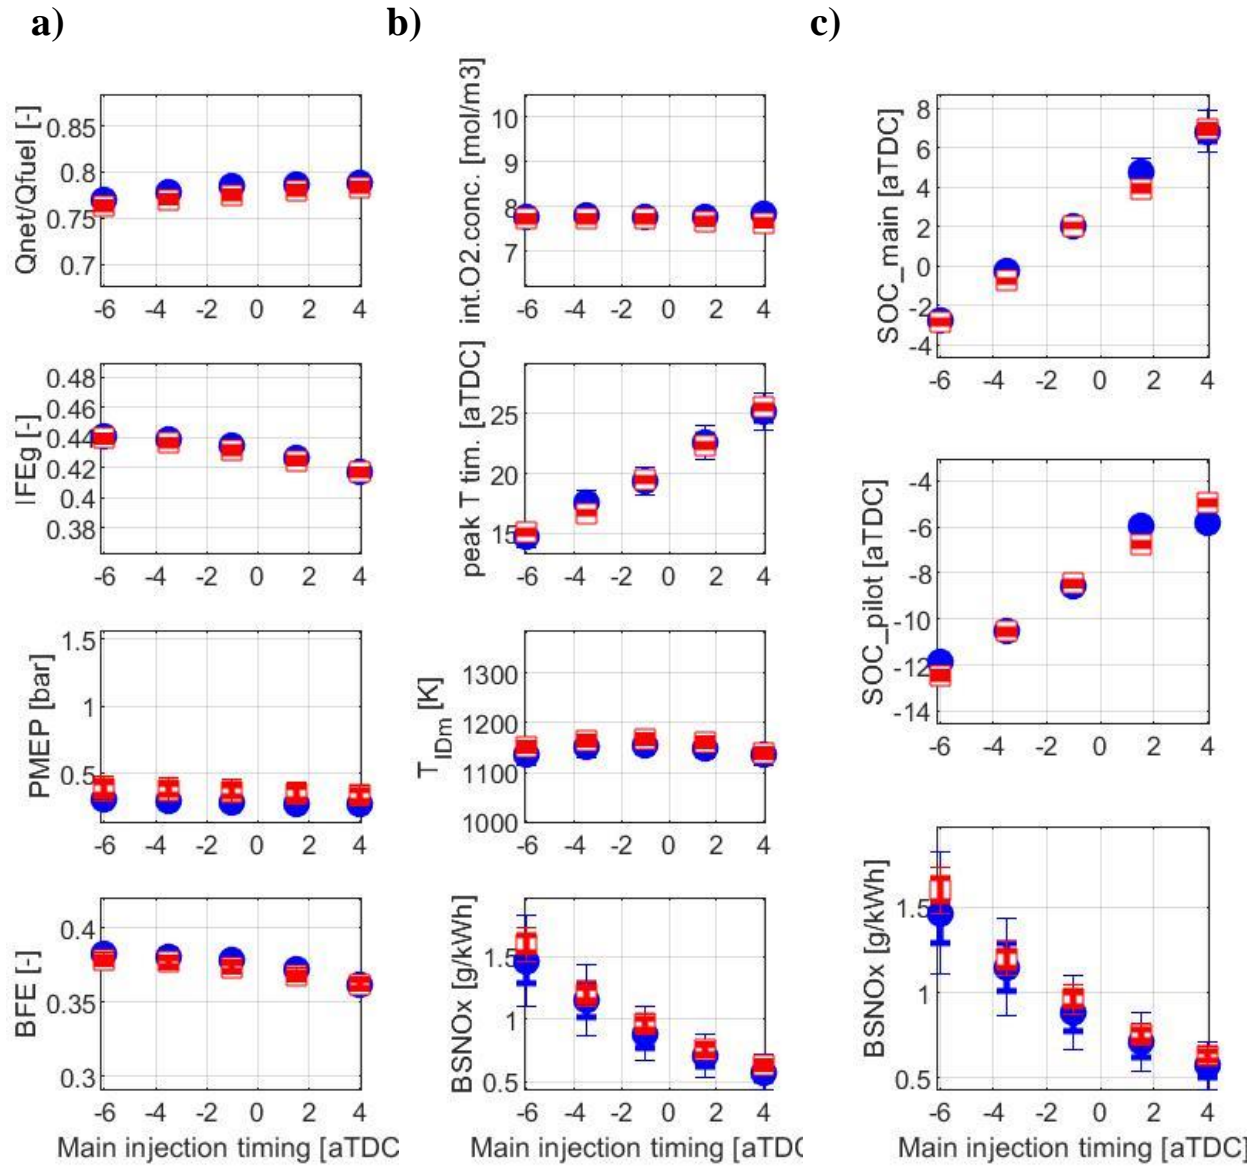 a)
b)
c)
Qnet/Qfuel [-]
0.85
0.8
0.75
0.7
-6 -4 -2 0 2 4
IFEg [-]
0.48
0.46
0.44
0.42
0.4
0.38
-6 -4 -2 0 2 4
PMEP [bar]
1.5
1
0.5
-6 -4 -2 0 2 4
BFE [-]
0.4
0.35
0.3
-6 -4 -2 0 2 4
Main injection timing [aTDC
int.O2.conc. [mol/m3]
10
9
8
7
-6 -4 -2 0 2 4
peak T tim. [aTDC]
25
20
15
-6 -4 -2 0 2 4
T_IDm [K]
1300
1200
1100
1000
-6 -4 -2 0 2 4
BSNOx [g/kWh]
1.5
1
0.5
-6 -4 -2 0 2 4
Main injection timing [aTDC
SOC_main [aTDC]
8
6
4
2
0
-2
-4
-6 -4 -2 0 2 4
SOC_pilot [aTDC]
-4
-6
-8
-10
-12
-14
-6 -4 -2 0 2 4
BSNOx [g/kWh]
1.5
1
0.5
-6 -4 -2 0 2 4
Main injection timing [aTDC]